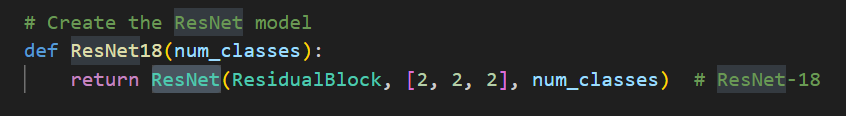 # Create the ResNet model
def ResNet18(num_classes):
    return ResNet(ResidualBlock, [2, 2, 2], num_classes)  # ResNet-18